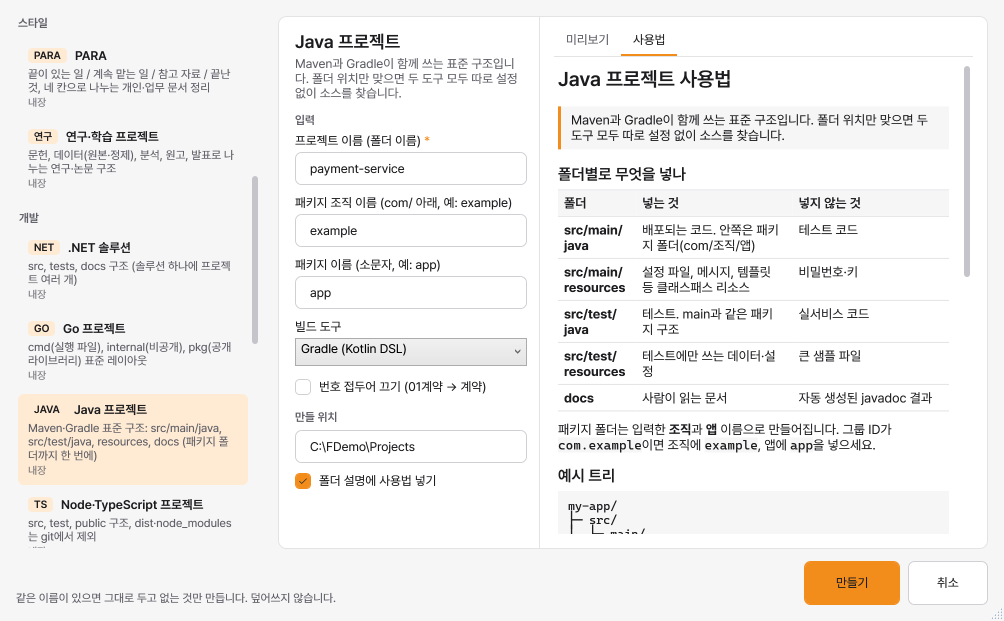 스타일
PARA PARA
끝이 있는 일 / 계속 맡는 일 / 참고 자료 / 끝난
것, 네 칸으로 나누는 개인·업무 문서 정리
내장
연구 연구·학습 프로젝트
문헌, 데이터(원본·정제), 분석, 원고, 발표로 나
누는 연구·논문 구조
내장
개발
NET .NET 솔루션
src, tests, docs 구조 (솔루션 하나에 프로젝
트 여러 개)
내장
GO Go 프로젝트
cmd(실행 파일), internal(비공개), pkg(공개
라이브러리) 표준 레이아웃
내장
JAVA Java 프로젝트
Maven·Gradle 표준 구조: src/main/java,
src/test/java, resources, docs (패키지 폴
더까지 한 번에)
내장
TS Node·TypeScript 프로젝트
src, test, public 구조, dist·node_modules
는 git에서 제외
Java 프로젝트
Maven과 Gradle이 함께 쓰는 표준 구조입니
다. 폴더 위치만 맞으면 두 도구 모두 따로 설정
없이 소스를 찾습니다.
입력
프로젝트 이름 (폴더 이름) *
payment-service
패키지 조직 이름 (com/ 아래, 예: example)
example
패키지 이름 (소문자, 예: app)
app
빌드 도구
Gradle (Kotlin DSL)
번호 접두어 끄기 (01계약 → 계약)
만들 위치
C:\FDemo\Projects
폴더 설명에 사용법 넣기
미리보기 사용법
Java 프로젝트 사용법
Maven과 Gradle이 함께 쓰는 표준 구조입니다. 폴더 위치만 맞으면 두
도구 모두 따로 설정 없이 소스를 찾습니다.
폴더별로 무엇을 넣나
폴더 넣는 것 넣지 않는 것
src/main/ 배포되는 코드. 안쪽은 패키 테스트 코드
java 지 폴더(com/조직/앱)
src/main/ 설정 파일, 메시지, 템플릿 비밀번호·키
resources 등 클래스패스 리소스
src/test/ 테스트. main과 같은 패키 실서비스 코드
java 지 구조
src/test/ 테스트에만 쓰는 데이터·설 큰 샘플 파일
resources 정
docs 사람이 읽는 문서 자동 생성된 javadoc 결과
패키지 폴더는 입력한 조직과 앱 이름으로 만들어집니다. 그룹 ID가
com.example이면 조직에 example, 앱에 app을 넣으세요.
예시 트리
my-app/
├─ src/
│ └─ main/
만들기 취소
같은 이름이 있으면 그대로 두고 없는 것만 만듭니다. 덮어쓰지 않습니다.